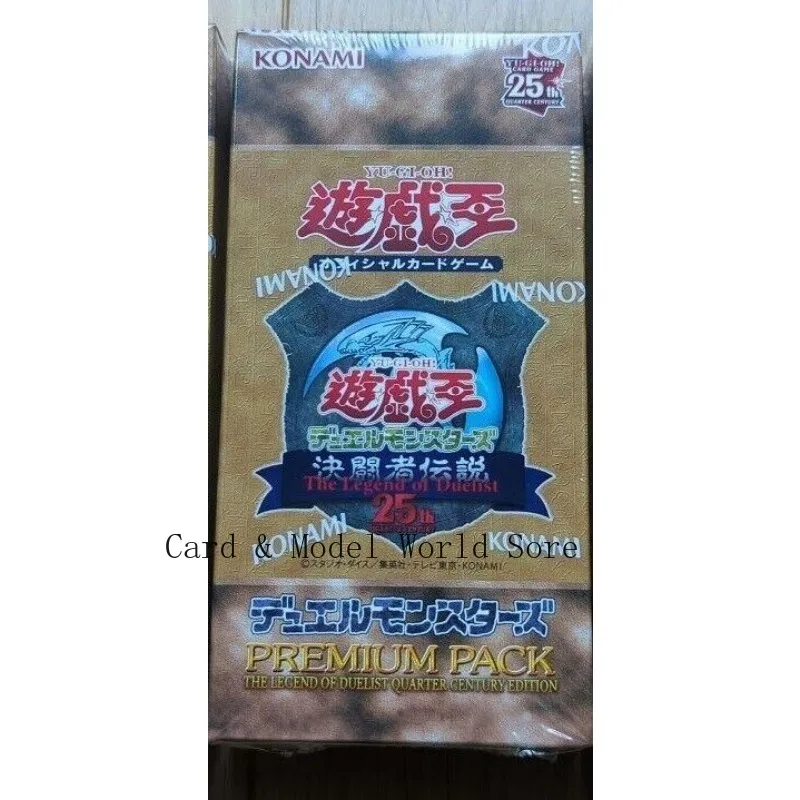 KONAMI
YU-GI-OH!
CARD GAME
25th
QUARTER CENTURY
YU-GI-OH!
遊戯王
オフィシャルカードゲーム
KONAMI
KONAMI
YU-GI-OH!
遊戯王
デュエルモンスターズ
決闘者伝説
The Legend of Duelist
25th
KONAMI
KONAMI
Card & Model World Sore
©スタジオ・ダイス/集英社・テレビ東京・KONAMI
デュエルモンスターズ
PREMIUM PACK
THE LEGEND OF DUELIST QUARTER CENTURY EDITION